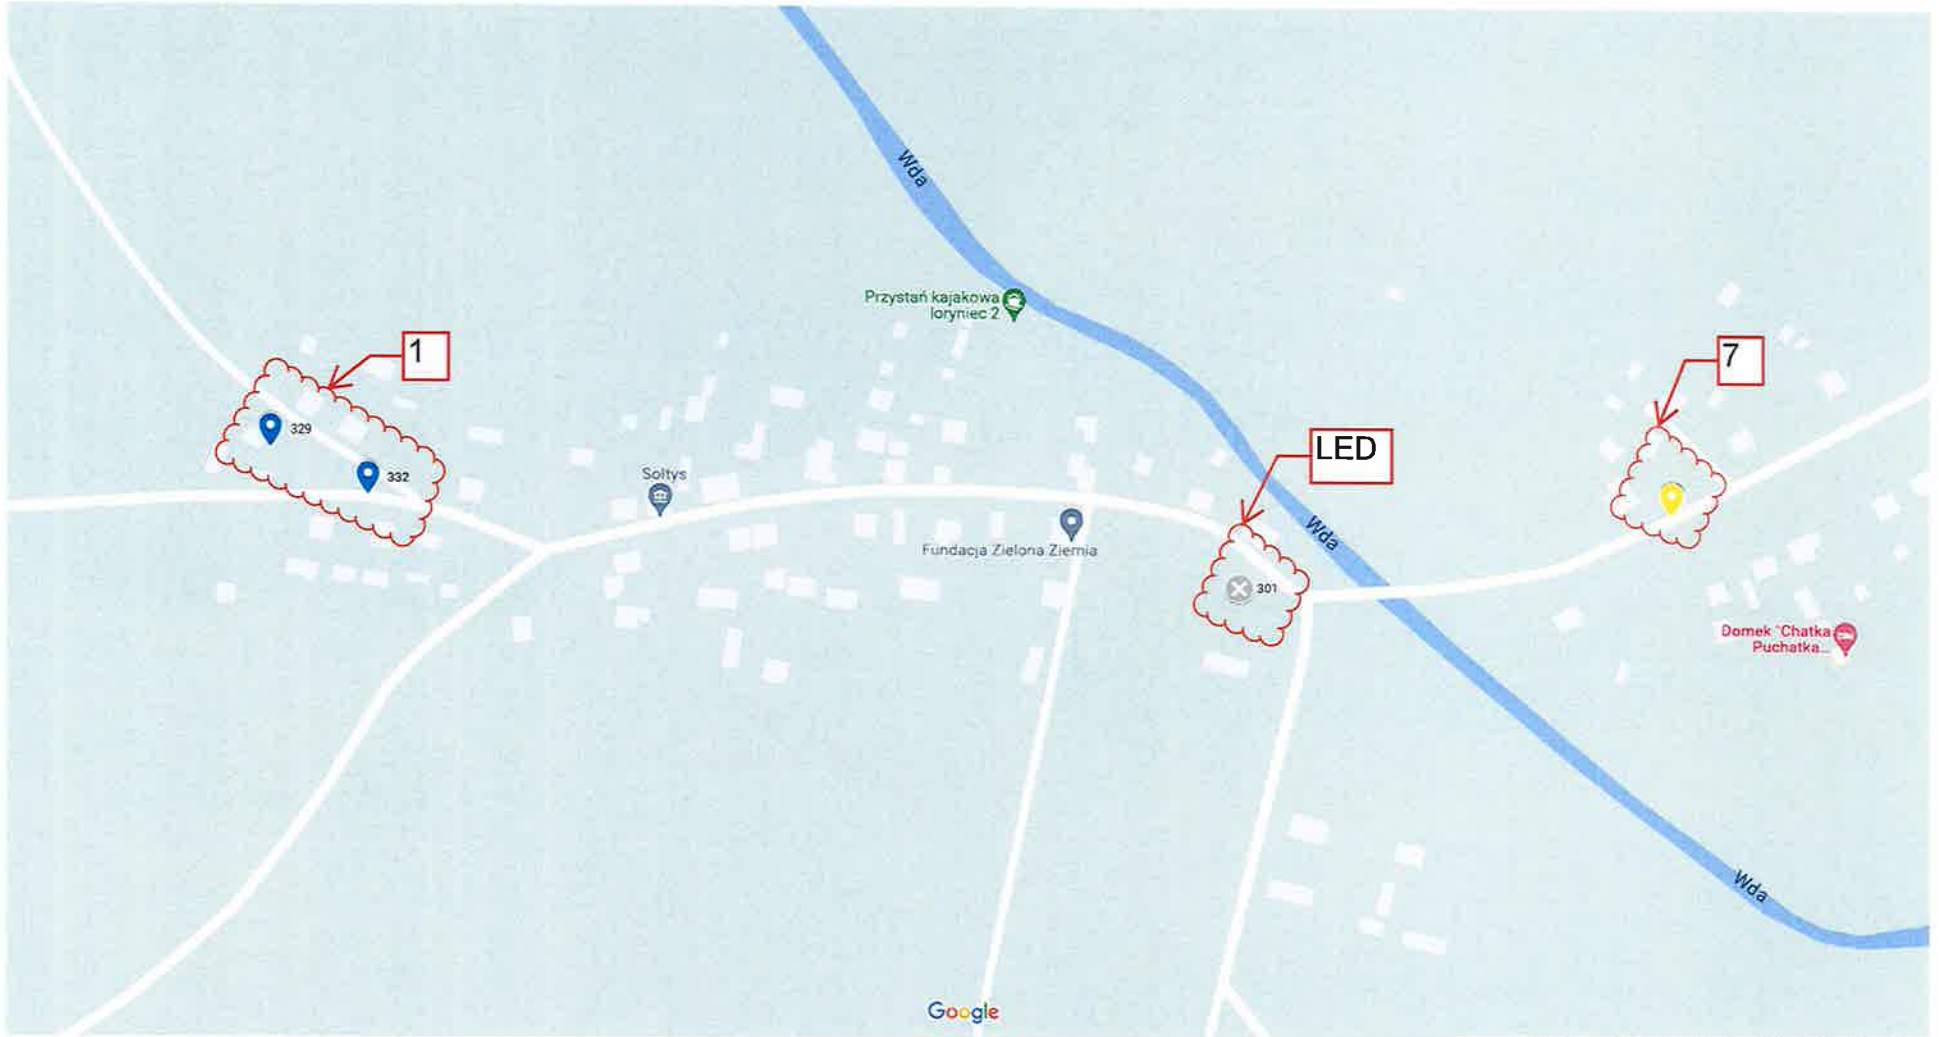 Wda
Przystań kajakowa
loryniec 2
1
7
329
332
LED
Sołtys
Wda
Fundacja Zielona Ziemia
301
Domek "Chatka
Puchatka...
Wda
Google